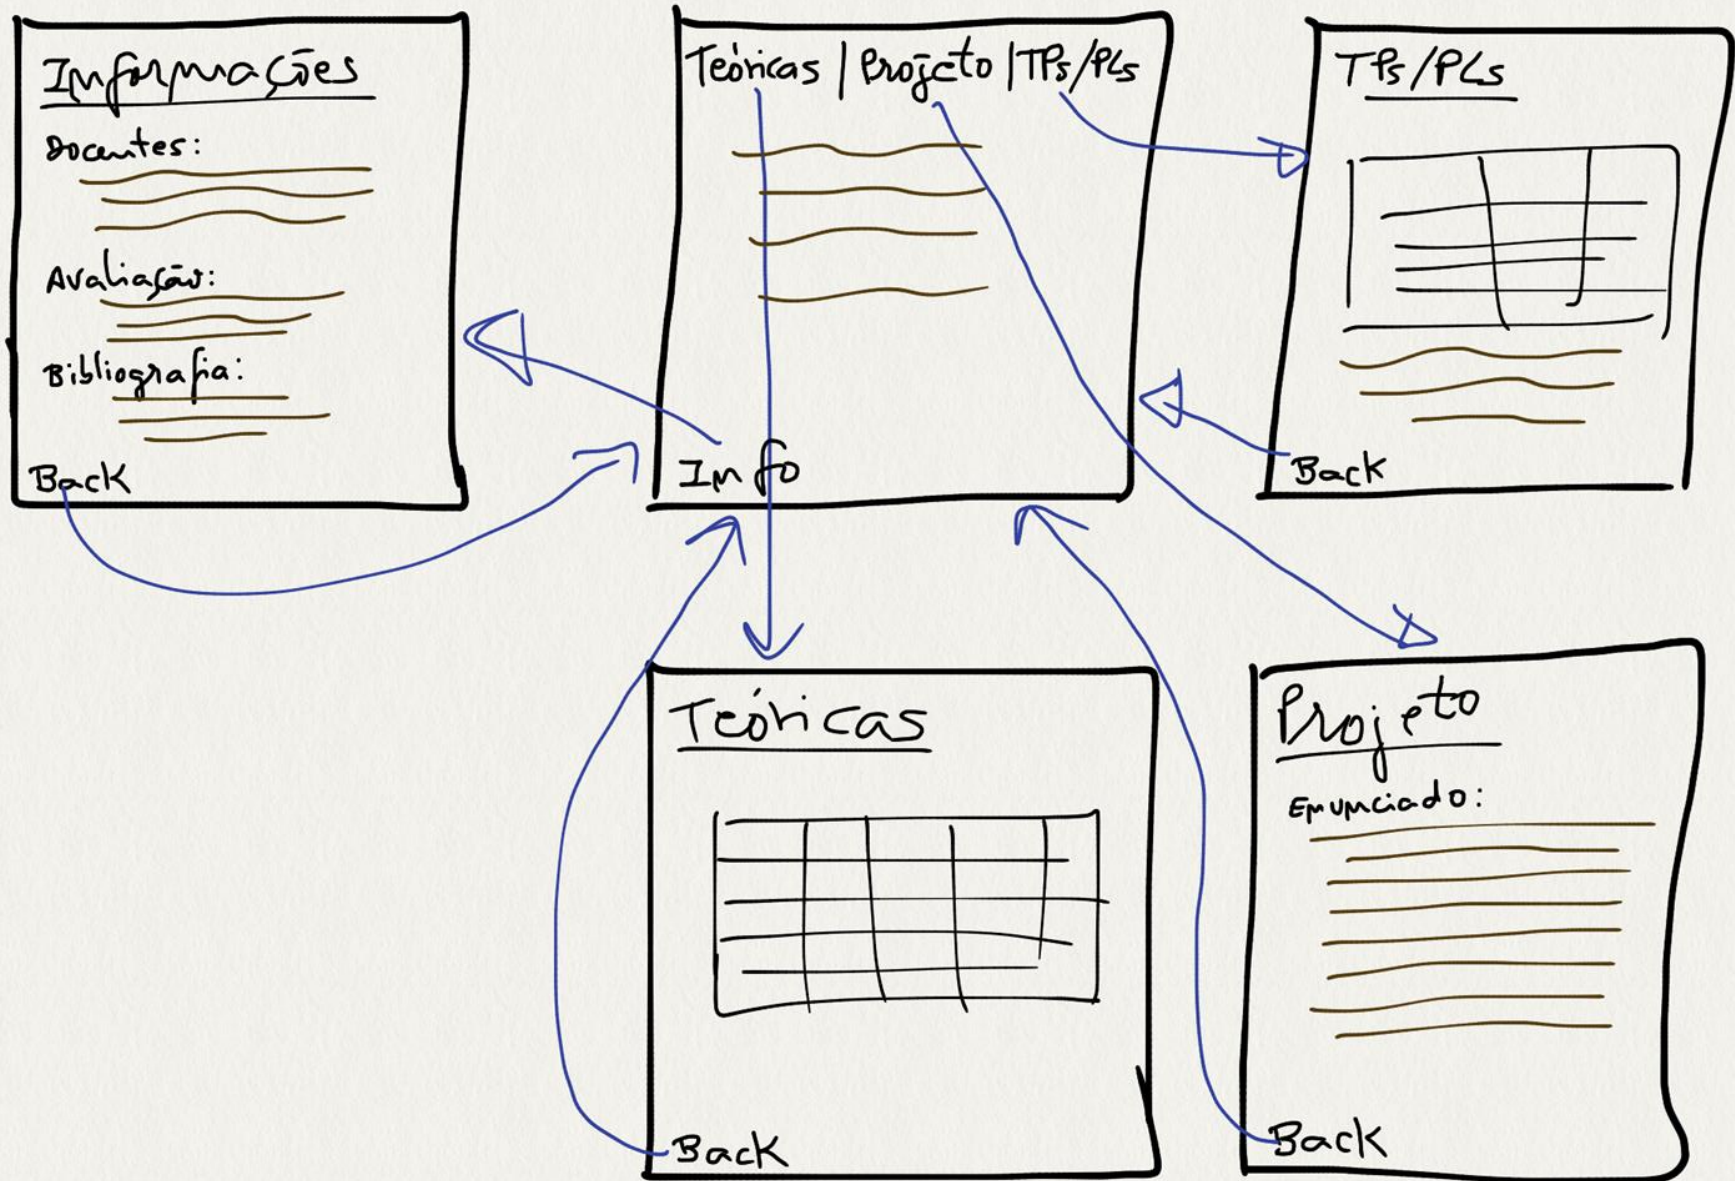 Informações
Docentes:
Avaliação:
Bibliografia:
Back
Teóricas | Projeto | TPs/PLs
Info
TPs/PLs
Back
Teóricas
Back
Projeto
Enunciado:
Back